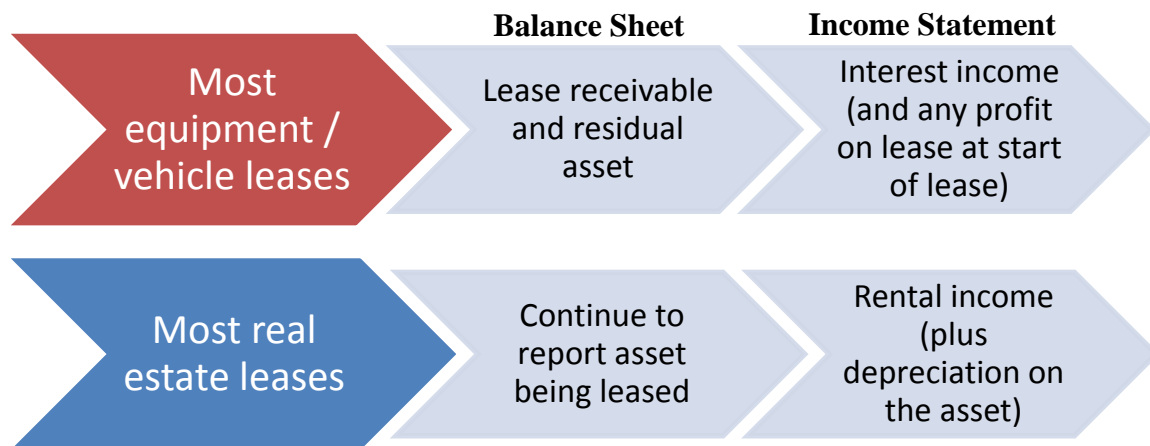 Balance Sheet
Income Statement
Most
equipment /
vehicle leases
Lease receivable
and residual
asset
Interest income
(and any profit
on lease at start
of lease)
Most real
estate leases
Continue to
report asset
being leased
Rental income
(plus
depreciation on
the asset)